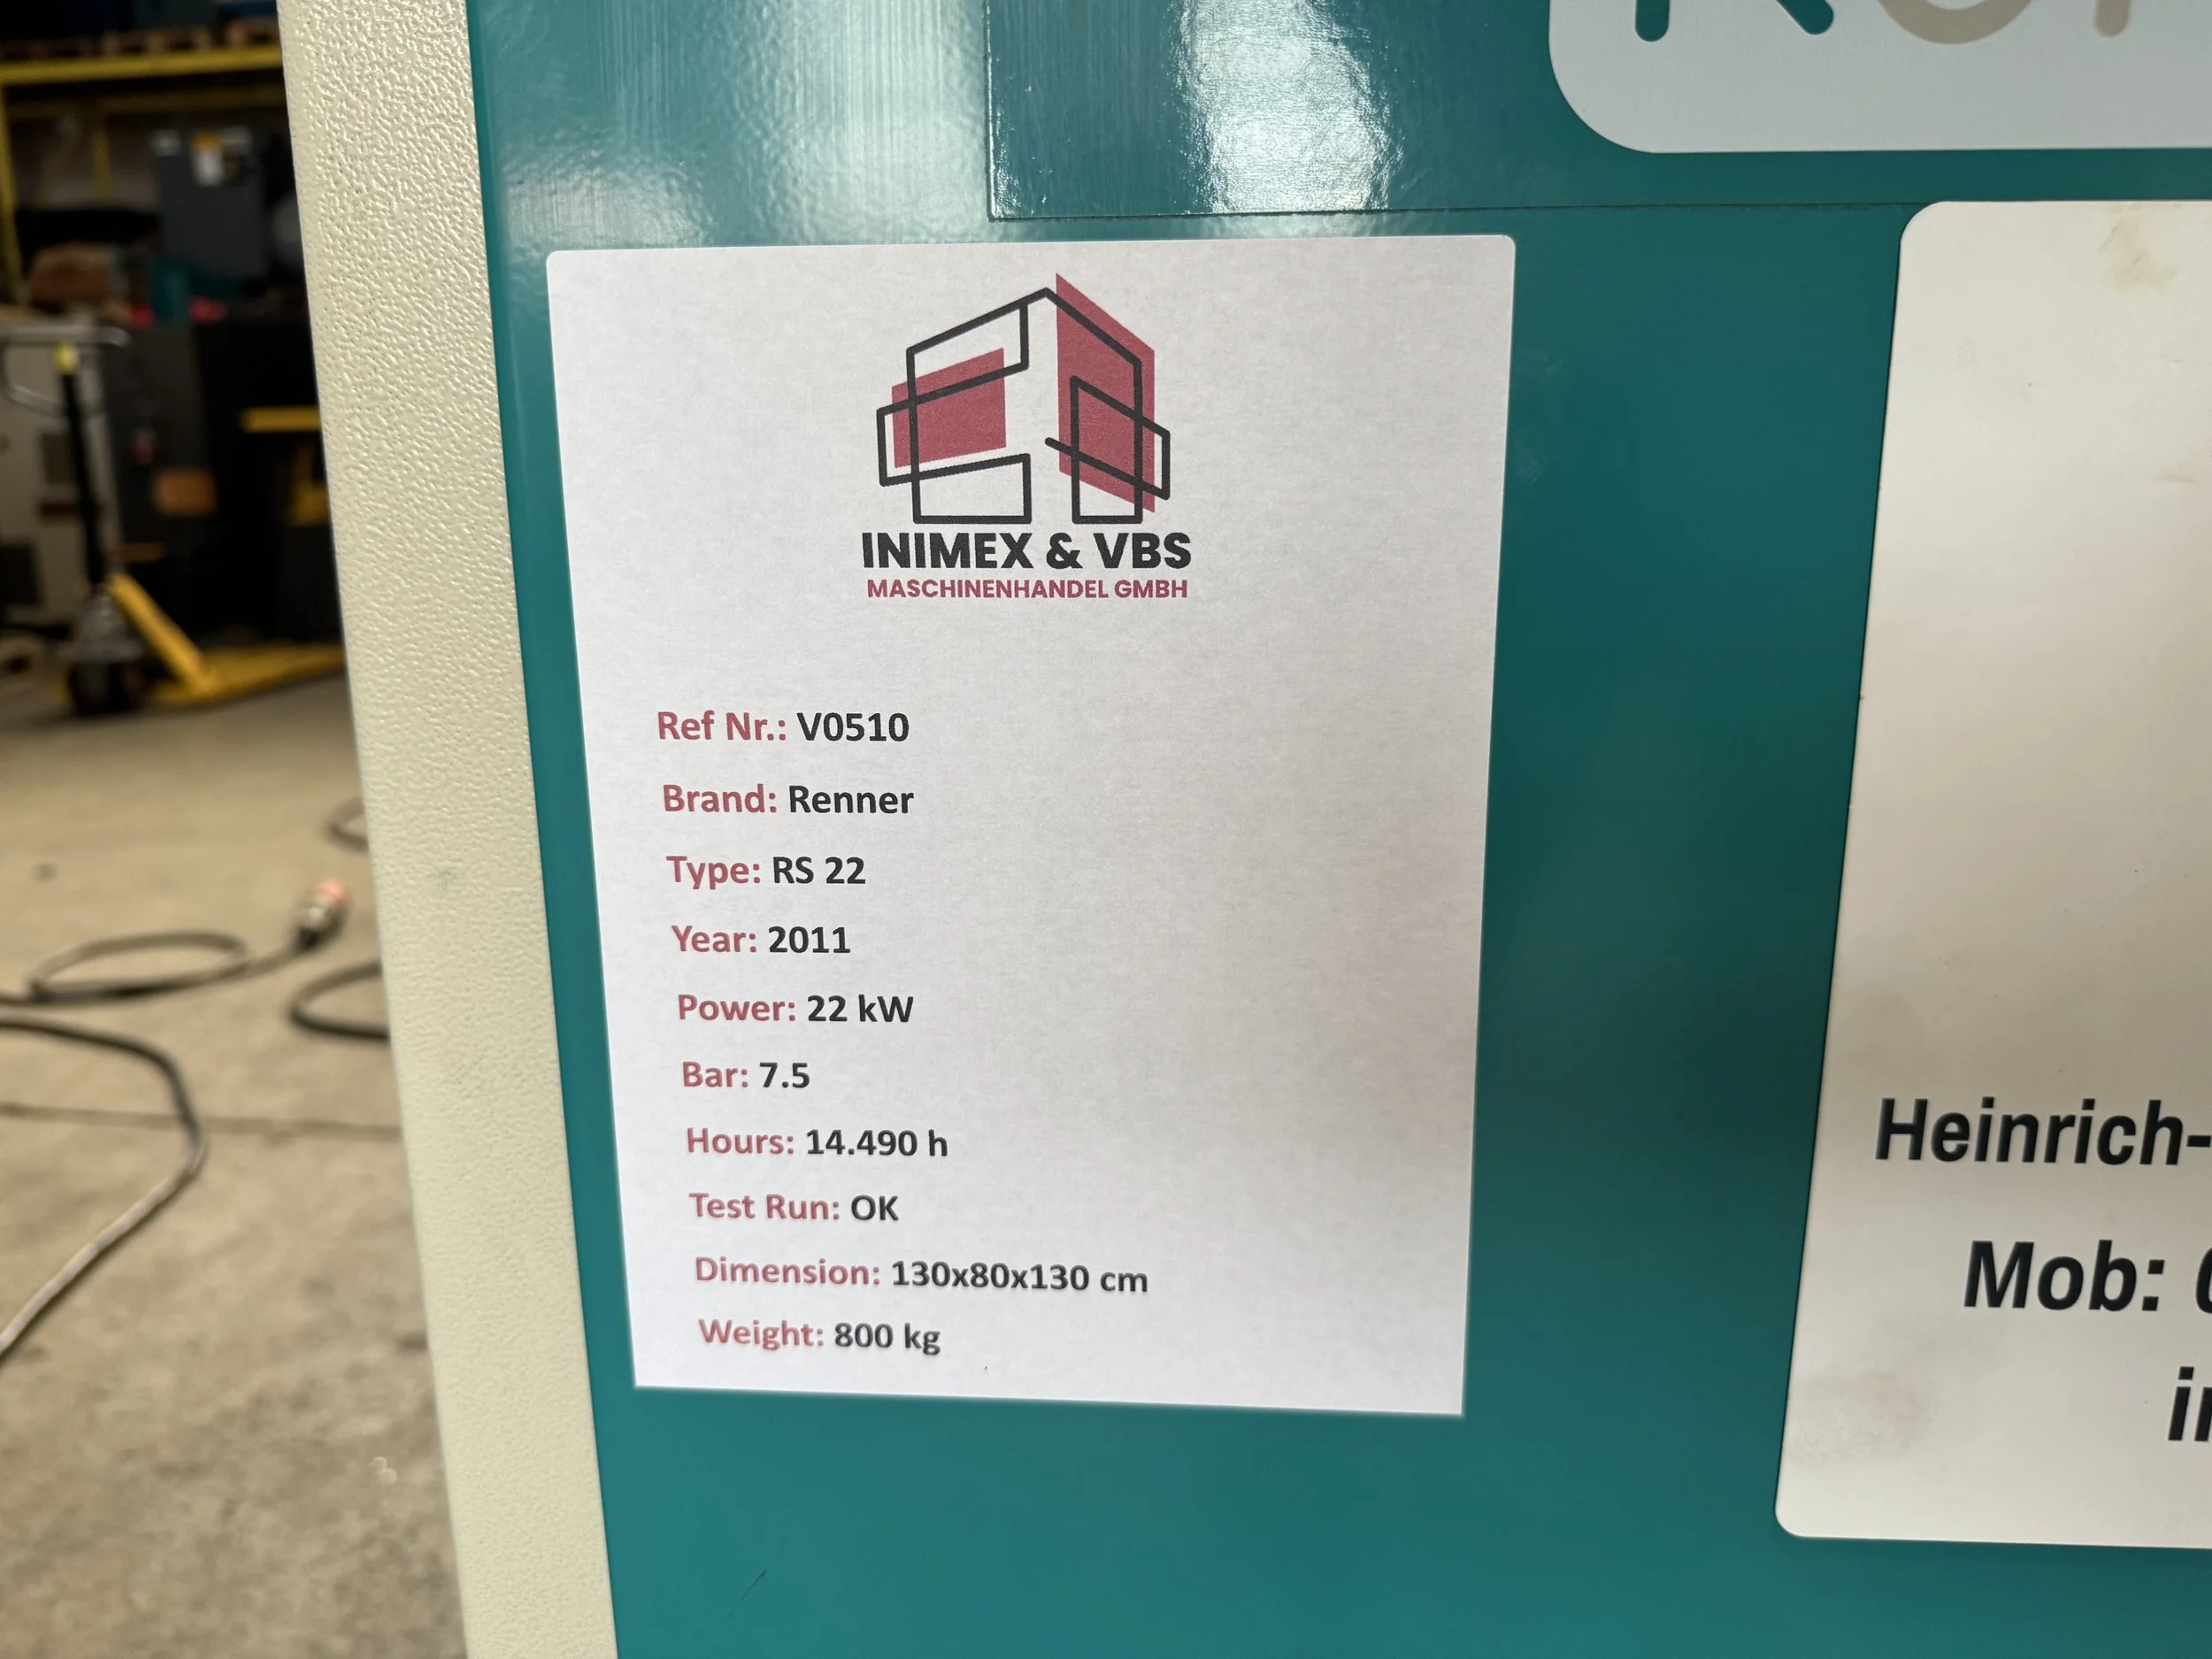 INIMEX & VBS
MASCHINENHANDEL GMBH
Ref Nr.: V0510
Brand: Renner
Type: RS 22
Year: 2011
Power: 22 kW
Bar: 7.5
Hours: 14.490 h
Test Run: OK
Dimension: 130x80x130 cm
Weight: 800 kg
Heinrich-
Mob: